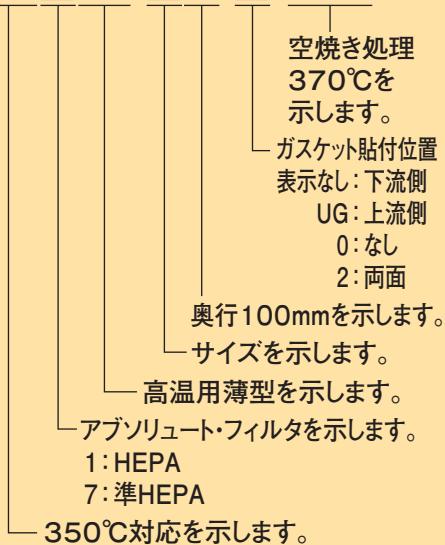 空焼き処理
370℃を
示します。
ガスケット貼付位置
表示なし：下流側
UG：上流側
0：なし
2：両面
奥行100mmを示します。
サイズを示します。
高温用薄型を示します。
アブソリュート・フィルタを示します。
1：HEPA
7：準HEPA
350℃対応を示します。